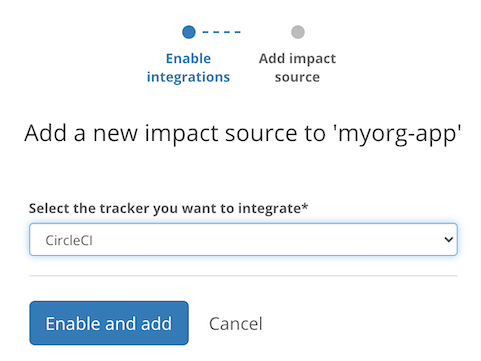 Enable
integrations
Add impact
source
Add a new impact source to 'myorg-app'
Select the tracker you want to integrate*
CircleCI
Enable and add
Cancel